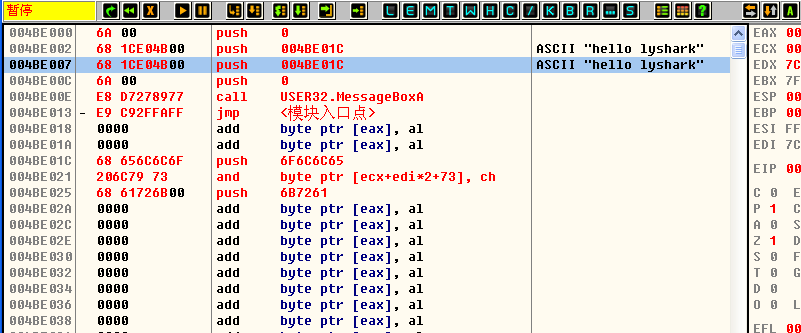 暂停
L E M T W H C / K B R ... S ?
004BE000 6A 00 push 0 EAX 00
004BE002 68 1CE04B00 push 004BE01C ASCII "hello lyshark" ECX 00
004BE007 68 1CE04B00 push 004BE01C ASCII "hello lyshark" EDX 7C
004BE00C 6A 00 push 0 EBX 7F
004BE00E E8 D7278977 call USER32.MessageBoxA ESP 00
004BE013 - E9 C92FFAFF jmp <模块入口点> EBP 00
004BE018 0000 add byte ptr [eax], al ESI FF
004BE01A 0000 add byte ptr [eax], al EDI 7C
004BE01C 68 656C6C6F push 6F6C6C65
004BE021 206C79 73 and byte ptr [ecx+edi*2+73], ch EIP 00
004BE025 68 61726B00 push 6B7261
004BE02A 0000 add byte ptr [eax], al C 0 E
004BE02C 0000 add byte ptr [eax], al P 1 C
004BE02E 0000 add byte ptr [eax], al A 0 S
004BE030 0000 add byte ptr [eax], al Z 1 D
004BE032 0000 add byte ptr [eax], al S 0 F
004BE034 0000 add byte ptr [eax], al T 0 G
004BE036 0000 add byte ptr [eax], al D 0
004BE038 0000 add byte ptr [eax], al O 0 L
EFL 00